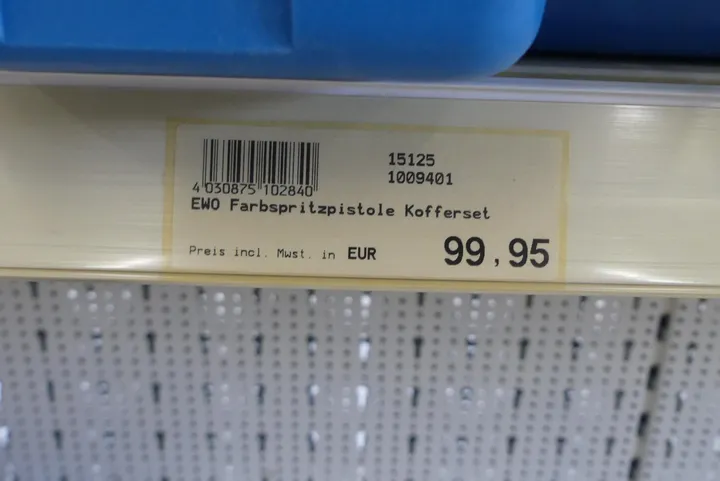 15125
1009401
4 030875 102840
EWO Farbspritzpistole Kofferset
Preis incl. Mwst. in EUR 99,95